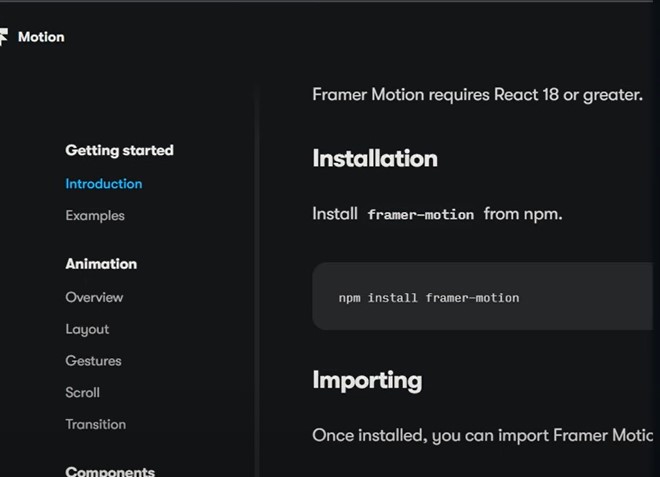 Motion
Getting started
Introduction
Examples
Animation
Overview
Layout
Gestures
Scroll
Transition
Components
Framer Motion requires React 18 or greater.
Installation
Install framer-motion from npm.
npm install framer-motion
Importing
Once installed, you can import Framer Motio